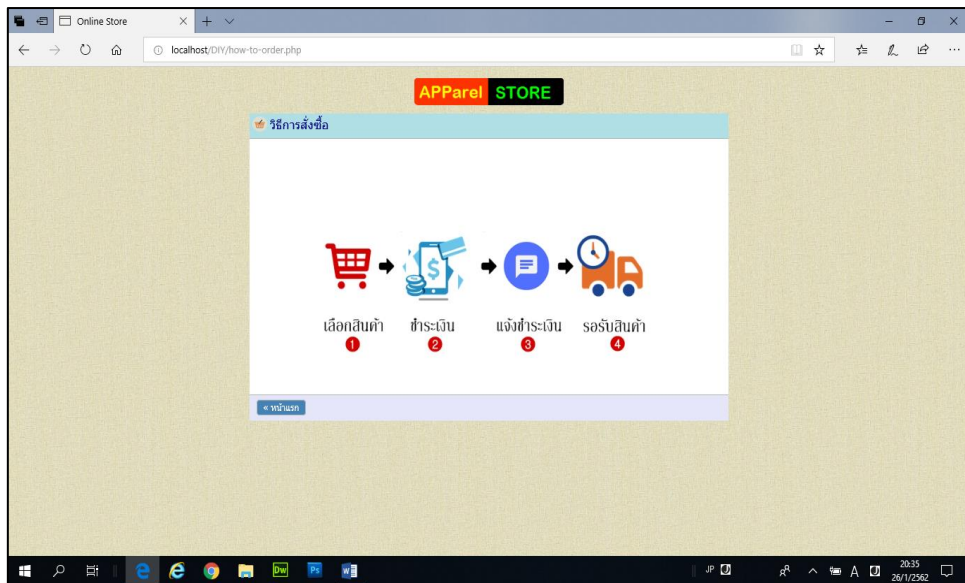 Online Store
localhost/DIY/how-to-order.php
APParel STORE
วิธีการสั่งซื้อ
$
เลือกสินค้า ชำระเงิน แจ้งชำระเงิน รอรับสินค้า
1 2 3 4
« หน้าแรก
Dw Ps W JP A 20:35
26/1/2562